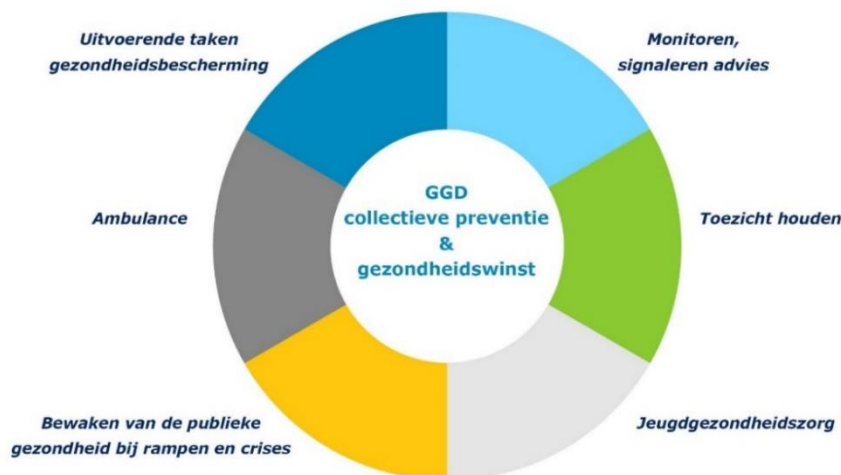 Uitvoerende taken
gezondheidsbescherming
Monitoren,
signaleren advies
Ambulance
GGD
collectieve preventie
&
gezondheidswinst
Toezicht houden
Bewaken van de publieke
gezondheid bij rampen en crises
Jeugdgezondheidszorg